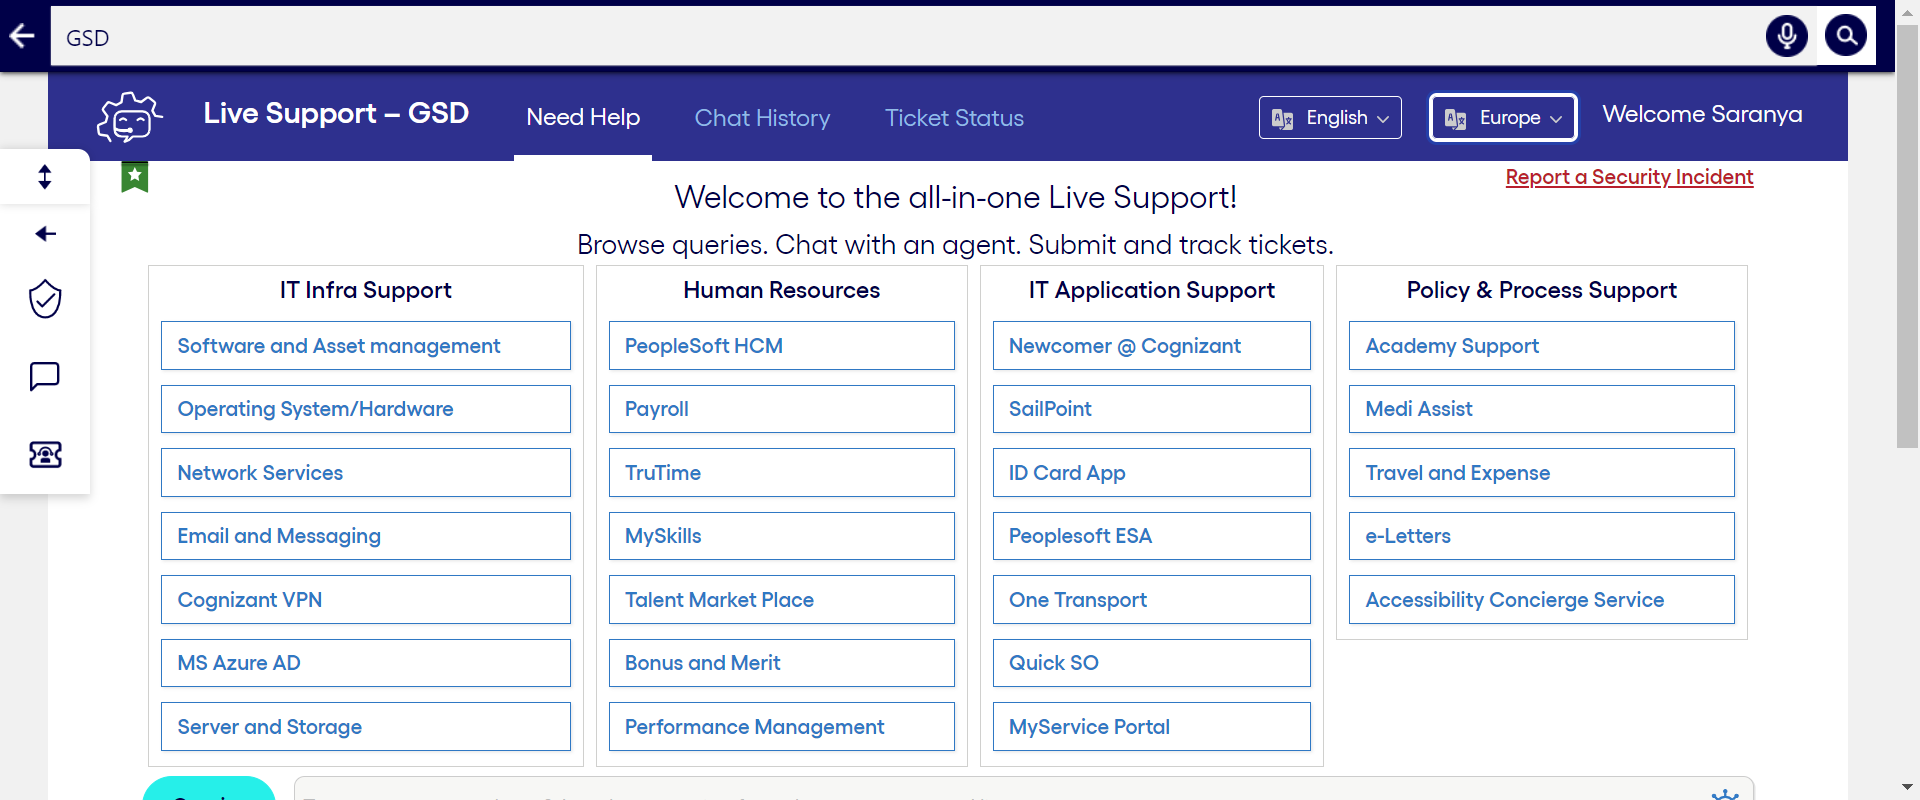 GSD
Live Support – GSD
Need Help
Chat History
Ticket Status
English
Europe
Welcome Saranya
Report a Security Incident
Welcome to the all-in-one Live Support!
Browse queries. Chat with an agent. Submit and track tickets.
IT Infra Support
Software and Asset management
Operating System/Hardware
Network Services
Email and Messaging
Cognizant VPN
MS Azure AD
Server and Storage
Human Resources
PeopleSoft HCM
Payroll
TruTime
MySkills
Talent Market Place
Bonus and Merit
Performance Management
IT Application Support
Newcomer @ Cognizant
SailPoint
ID Card App
Peoplesoft ESA
One Transport
Quick SO
MyService Portal
Policy & Process Support
Academy Support
Medi Assist
Travel and Expense
e-Letters
Accessibility Concierge Service